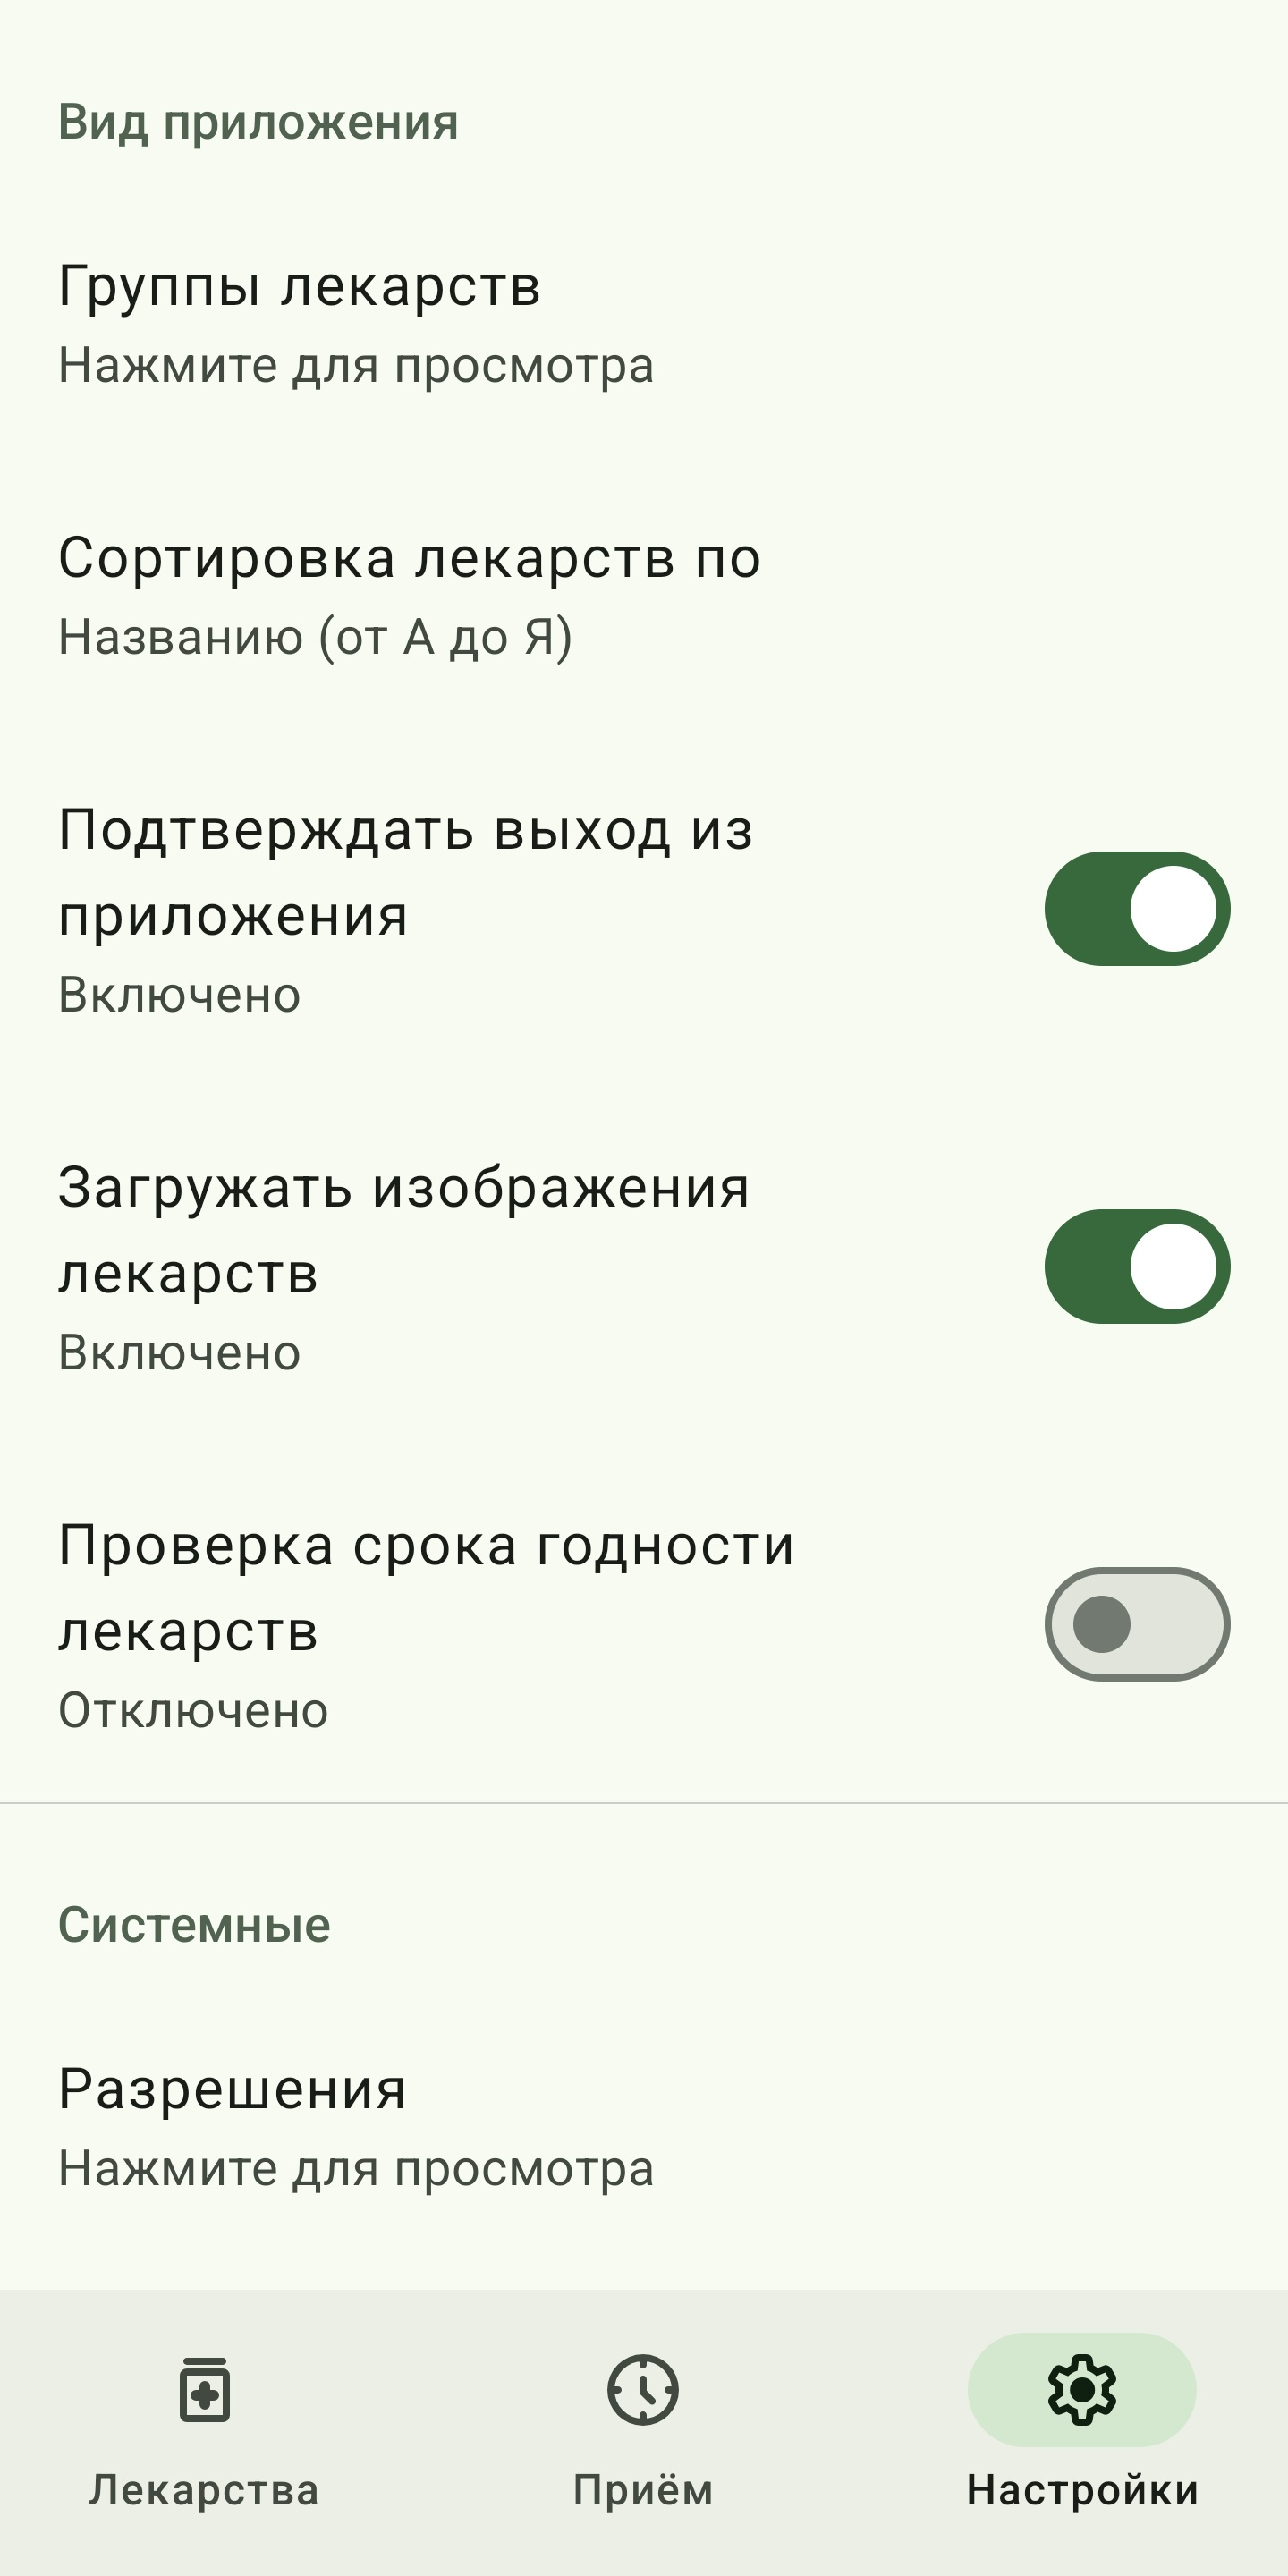 Вид приложения
Группы лекарств
Нажмите для просмотра
Сортировка лекарств по
Названию (от А до Я)
Подтверждать выход из
приложения
Включено
Загружать изображения
лекарств
Включено
Проверка срока годности
лекарств
Отключено
Системные
Разрешения
Нажмите для просмотра
Лекарства
Приём
Настройки